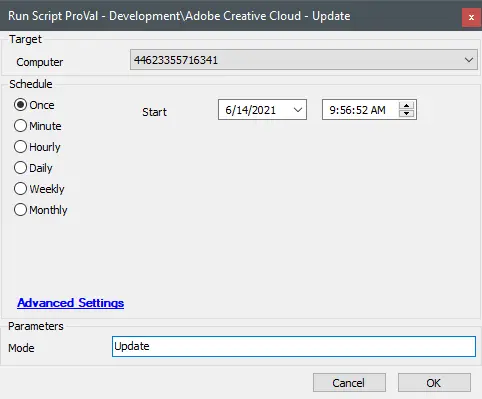 Run Script ProVal - Development\Adobe Creative Cloud - Update
x
Target
Computer 44623355716341
Schedule
Once Start 6/14/2021 9:56:52 AM
Minute
Hourly
Daily
Weekly
Monthly
Advanced Settings
Parameters
Mode Update
Cancel OK